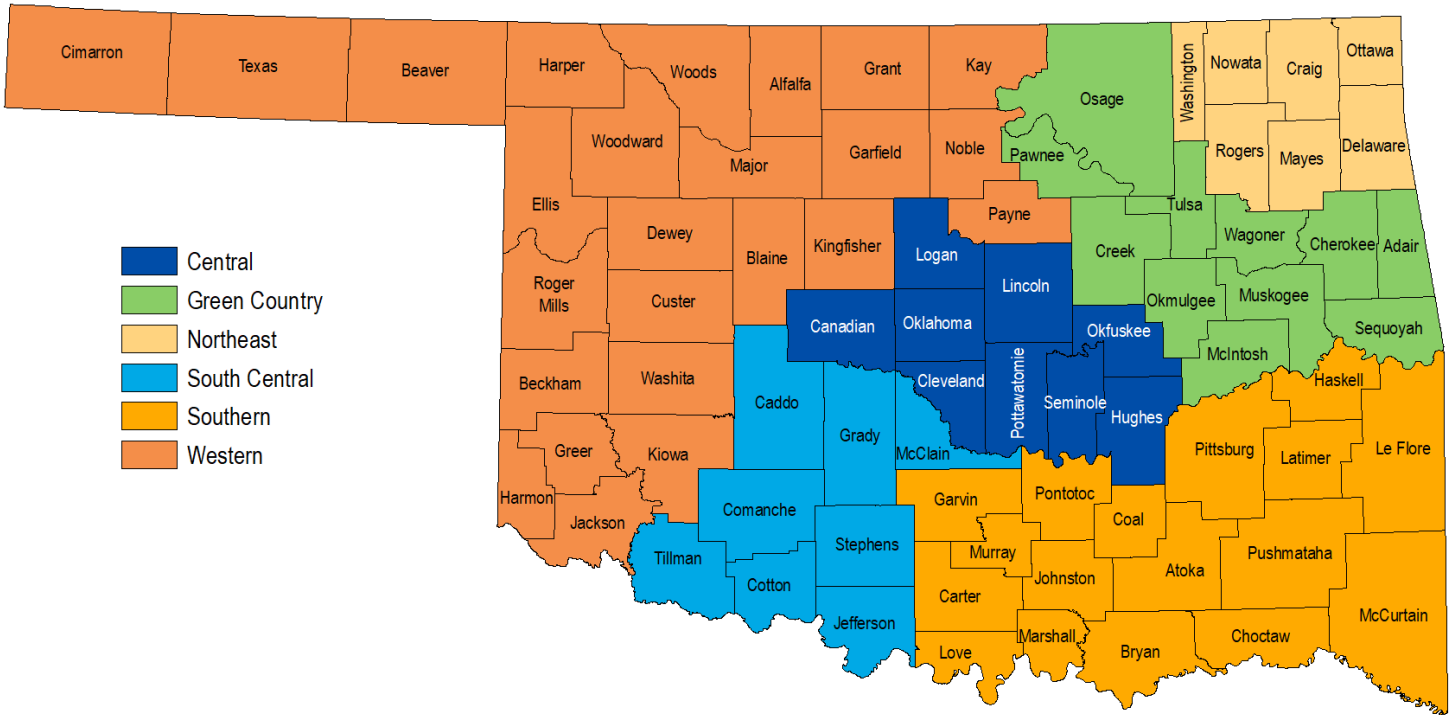 Cimarron
Texas
Beaver
Harper
Woods
Alfalfa
Grant
Kay
Osage
Washington
Nowata
Craig
Ottawa
Woodward
Major
Garfield
Noble
Pawnee
Rogers
Mayes
Delaware
Ellis
Dewey
Blaine
Kingfisher
Logan
Payne
Creek
Tulsa
Wagoner
Cherokee
Adair
Roger
Mills
Custer
Canadian
Oklahoma
Lincoln
Okfuskee
Okmulgee
Muskogee
McIntosh
Sequoyah
Central
Green Country
Northeast
South Central
Southern
Western
Beckham
Washita
Caddo
Grady
Cleveland
McClain
Pottawatomie
Seminole
Hughes
Pittsburg
Haskell
Latimer
Le Flore
Greer
Kiowa
Harmon
Jackson
Comanche
Tillman
Cotton
Stephens
Jefferson
Garvin
Pontotoc
Coal
Murray
Johnston
Atoka
Pushmataha
Carter
Love
Marshall
Bryan
Choctaw
McCurtain